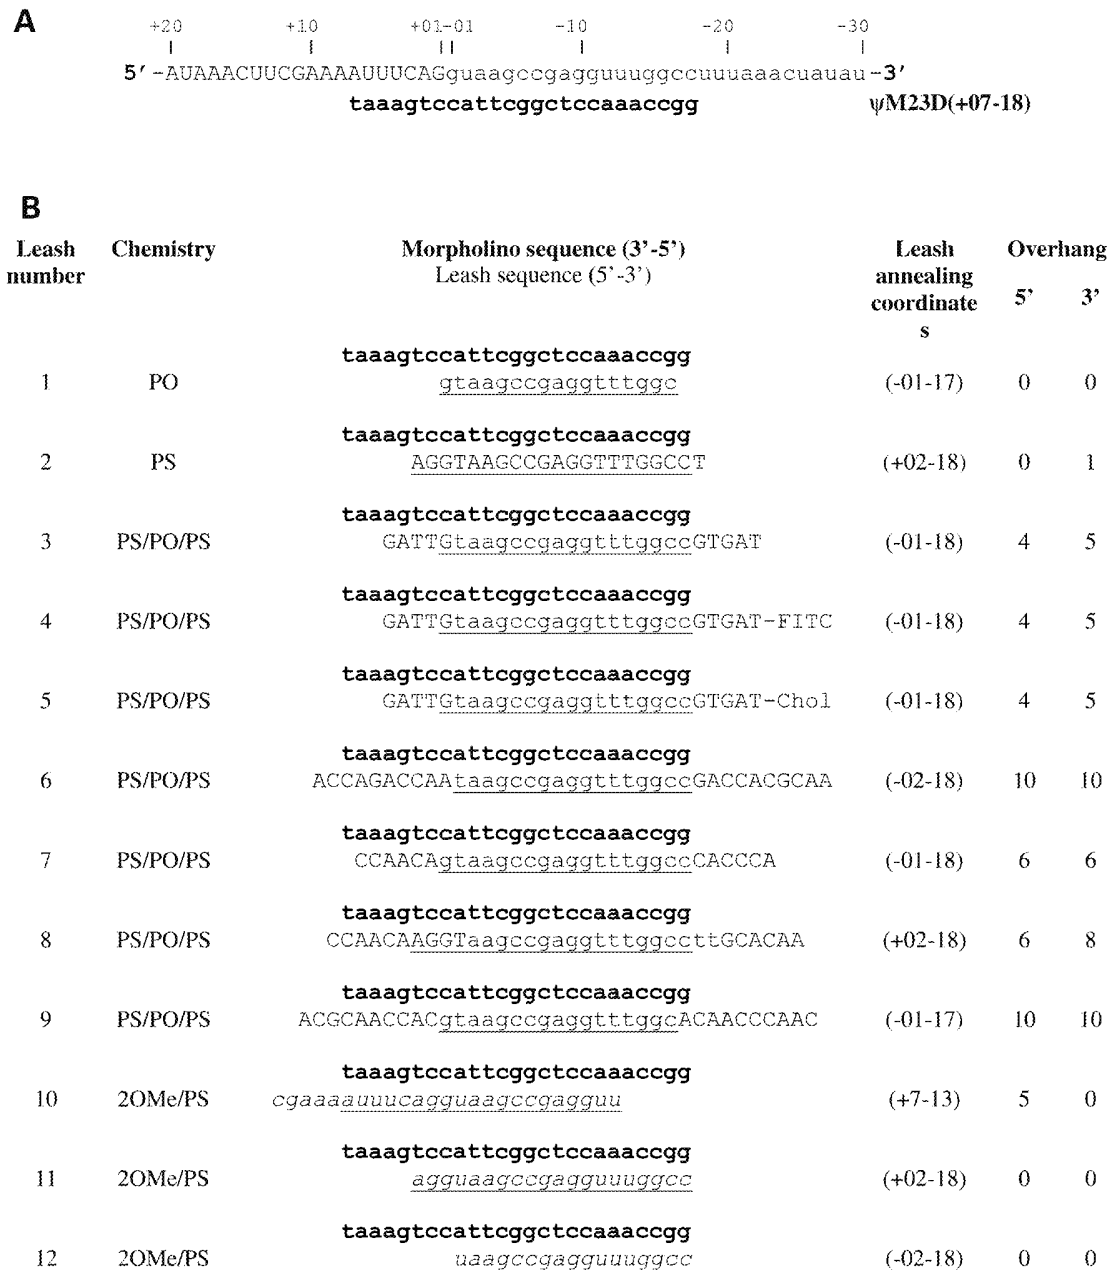 A
+20 +10 +01-01 -10 -20 -30
5′ -AUAAACUUCGAAAAUUUCAGguaagccgagguuuggccuuuaaacuauau-3′
taaagtccattcggctccaaaccgg ψM23D(+07-18)
B
Leash number Chemistry Morpholino sequence (3’-5’) Leash annealing coordinate s Overhang
Leash sequence (5’-3’) 5’ 3’
taaagtccattcggctccaaaccgg
1 PO gtaagccgaggtttggc (-01-17) 0 0
taaagtccattcggctccaaaccgg
2 PS AGGTAAGCCGAGGTTTGGCCT (+02-18) 0 1
taaagtccattcggctccaaaccgg
3 PS/PO/PS GATTGtaagccgaggtttggccGTGAT (-01-18) 4 5
taaagtccattcggctccaaaccgg
4 PS/PO/PS GATTGtaagccgaggtttggccGTGAT-FITC (-01-18) 4 5
taaagtccattcggctccaaaccgg
5 PS/PO/PS GATTGtaagccgaggtttggccGTGAT-Chol (-01-18) 4 5
taaagtccattcggctccaaaccgg
6 PS/PO/PS ACCAGACCAAtaagccgaggtttggccGACCACGCAA (-02-18) 10 10
taaagtccattcggctccaaaccgg
7 PS/PO/PS CCAACAgtaagccgaggtttggccCACCCA (-01-18) 6 6
taaagtccattcggctccaaaccgg
8 PS/PO/PS CCAACAAGGTaagccgaggtttggccttGCACAA (+02-18) 6 8
taaagtccattcggctccaaaccgg
9 PS/PO/PS ACGCAACCACgtaagccgaggtttggcACAACCCAAC (-01-17) 10 10
taaagtccattcggctccaaaccgg
10 2OMe/PS cgaaaauuucagguaagccgagguu (+7-13) 5 0
taaagtccattcggctccaaaccgg
11 2OMe/PS agguaagccgagguuuggcc (+02-18) 0 0
taaagtccattcggctccaaaccgg
12 2OMe/PS uaagccgagguuuggcc (-02-18) 0 0